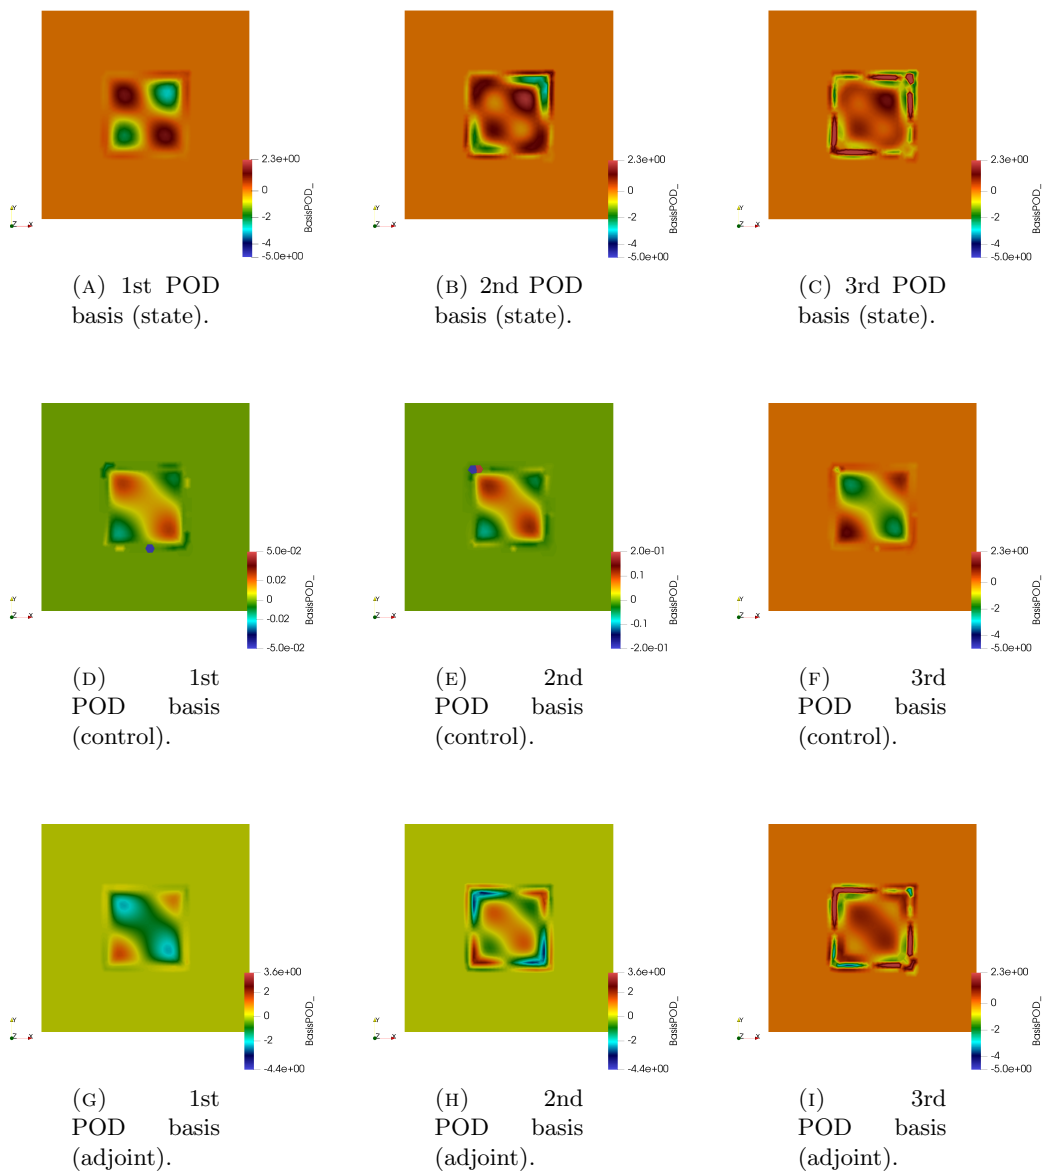 2.3e+00
0
-2
-4
-5.0e+00
BasisPOD_
Y
Z
X
2.3e+00
0
-2
-4
-5.0e+00
BasisPOD_
Y
Z
X
2.3e+00
0
-2
-4
-5.0e+00
BasisPOD_
Y
Z
X
(A) 1st POD
basis (state).
(B) 2nd POD
basis (state).
(C) 3rd POD
basis (state).
5.0e-02
0.02
0
-0.02
-5.0e-02
BasisPOD_
Y
Z
X
2.0e-01
0.1
0
-0.1
-2.0e-01
BasisPOD_
Y
Z
X
2.3e+00
0
-2
-4
-5.0e+00
BasisPOD_
Y
Z
X
(D) 1st
POD basis
(control).
(E) 2nd
POD basis
(control).
(F) 3rd
POD basis
(control).
3.6e+00
2
0
-2
-4.4e+00
BasisPOD_
Y
Z
X
3.6e+00
2
0
-2
-4.4e+00
BasisPOD_
Y
Z
X
2.3e+00
0
-2
-4
-5.0e+00
BasisPOD_
Y
Z
X
(G) 1st
POD basis
(adjoint).
(H) 2nd
POD basis
(adjoint).
(I) 3rd
POD basis
(adjoint).